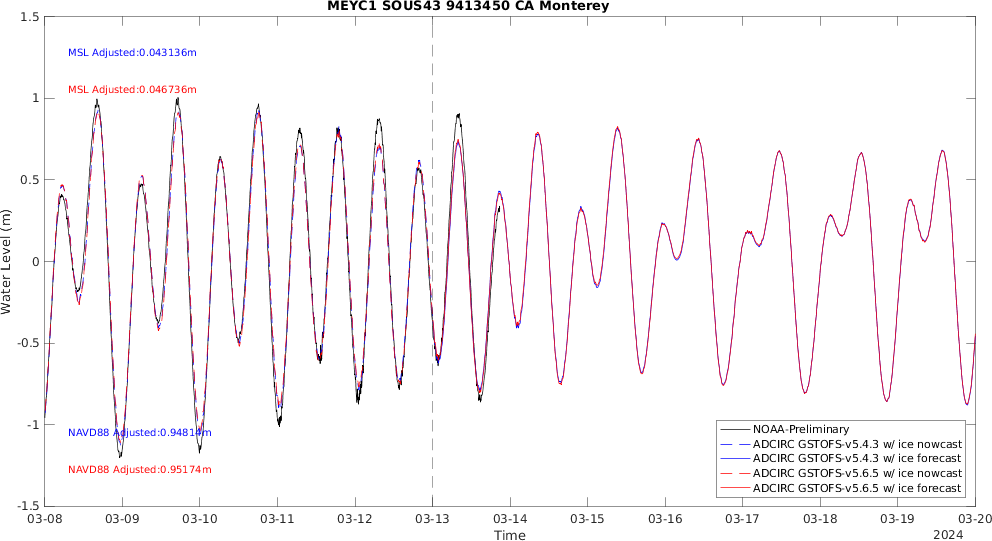 MEYC1 SOUS43 9413450 CA Monterey
1.5
MSL Adjusted:0.043136m
MSL Adjusted:0.046736m
1
0.5
Water Level (m)
0
-0.5
-1
NAVD88 Adjusted:0.94814m
NAVD88 Adjusted:0.95174m
-1.5
NOAA-Preliminary
ADCIRC GSTOFS-v5.4.3 w/ ice nowcast
ADCIRC GSTOFS-v5.4.3 w/ ice forecast
ADCIRC GSTOFS-v5.6.5 w/ ice nowcast
ADCIRC GSTOFS-v5.6.5 w/ ice forecast
03-08 03-09 03-10 03-11 03-12 03-13 03-14 03-15 03-16 03-17 03-18 03-19 03-20
Time
2024